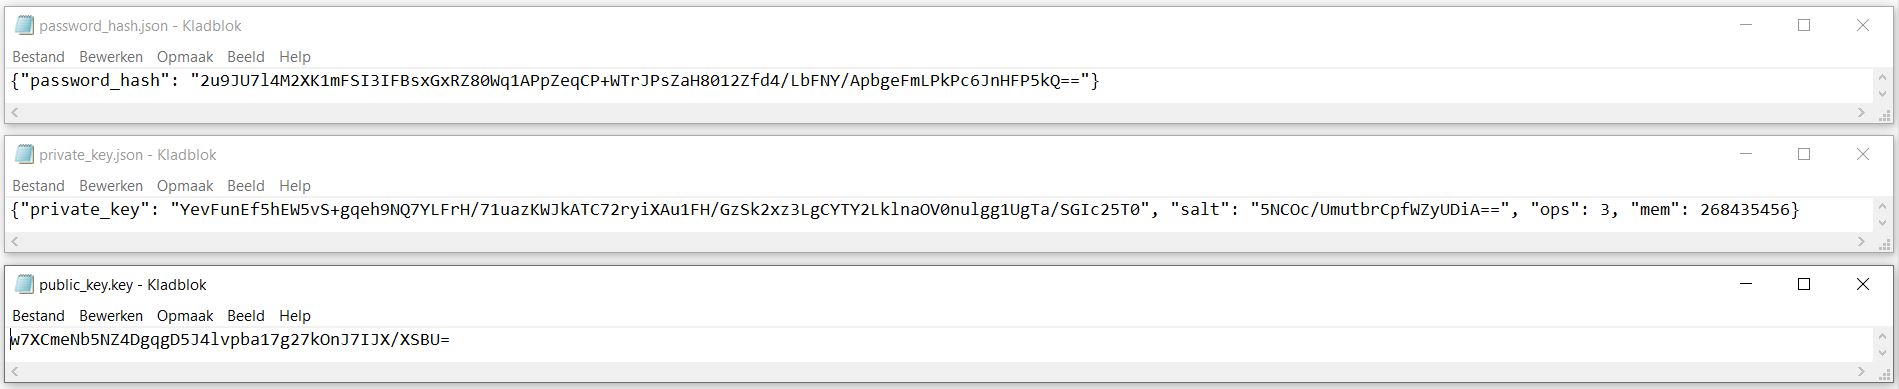 password_hash.json - Kladblok
Bestand Bewerken Opmaak Beeld Help
{"password_hash": "2u9JU7l4M2XK1mFSI3IFBsxGxRZ80Wq1APpZeqCP+WTrJPsZaH8012Zfd4/LbFNY/ApbgeFmLPkPc6JnHFP5kQ=="}
private_key.json - Kladblok
Bestand Bewerken Opmaak Beeld Help
{"private_key": "YevFunEf5hEW5vS+gqeh9NQ7YLFrH/71uazKWJkATC72ryiXAu1FH/GzSk2xz3LgCYTY2LklnaOV0nulgg1UgTa/SGIc25T0", "salt": "5NCOc/UmutbrCpfWZyUDiA==", "ops": 3, "mem": 268435456}
public_key.key - Kladblok
Bestand Bewerken Opmaak Beeld Help
w7XCmeNb5NZ4DgqgD5J4lvpba17g27kOnJ7IJX/XSBU=